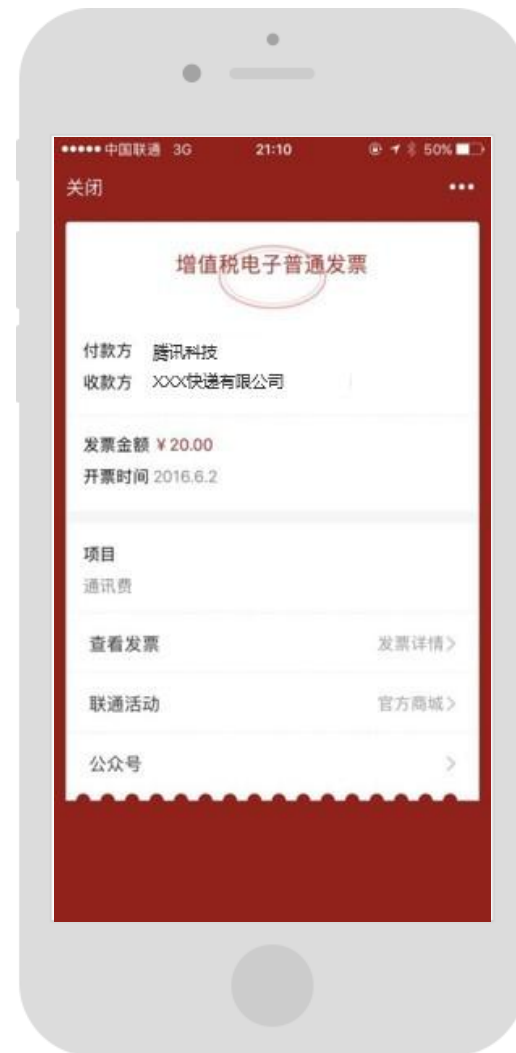 中国联通 3G 21:10 50%
关闭
增值税电子普通发票
付款方 腾讯科技
收款方 XXX快递有限公司
发票金额 ¥20.00
开票时间 2016.6.2
项目
通讯费
查看发票 发票详情>
联通活动 官方商城>
公众号 >